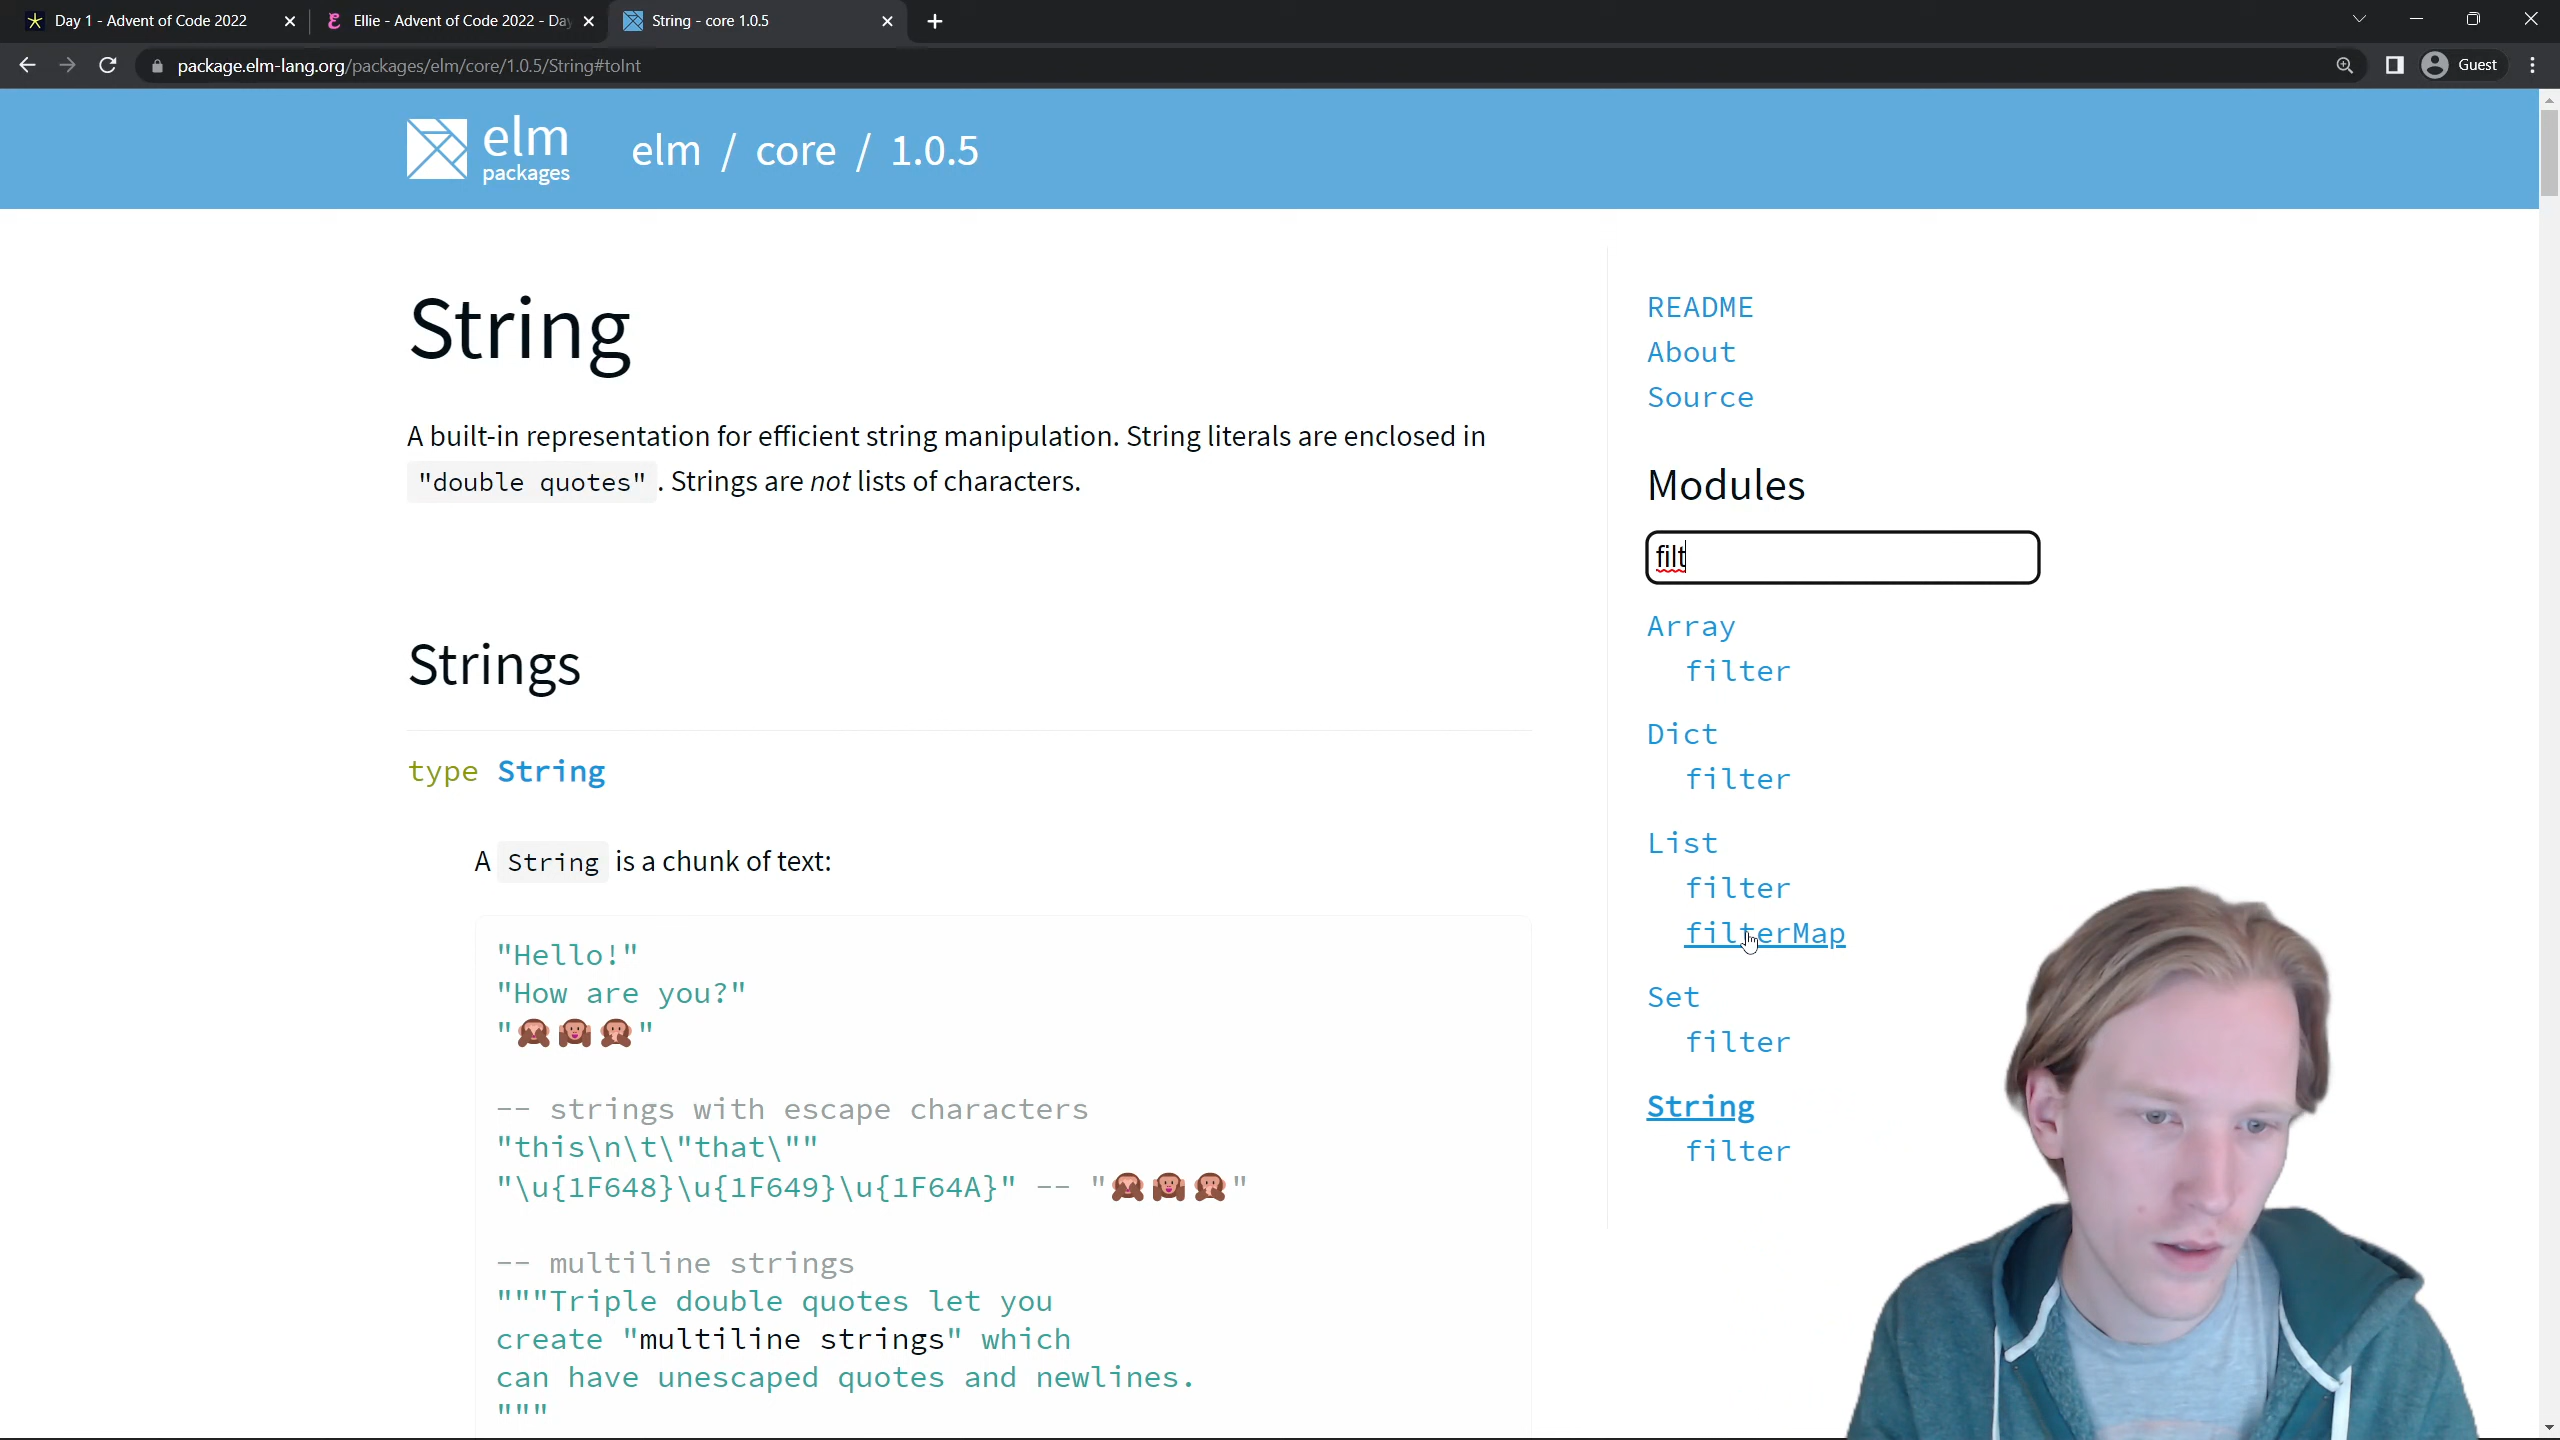 Day 1 - Advent of Code 2022
Ellie - Advent of Code 2022 - Da
String - core 1.0.5
package.elm-lang.org/packages/elm/core/1.0.5/String#toInt
Guest
elm
packages
elm / core / 1.0.5
String
A built-in representation for efficient string manipulation. String literals are enclosed in
"double quotes" . Strings are not lists of characters.
Strings
type String
A String is a chunk of text:
"Hello!"
"How are you?"
"🙈🙉🙊"
-- strings with escape characters
"this\n\t\"that\""
"\u{1F648}\u{1F649}\u{1F64A}" -- "🙈🙉🙊"
-- multiline strings
"""Triple double quotes let you
create "multiline strings" which
can have unescaped quotes and newlines.
"""
README
About
Source
Modules
filt
Array
filter
Dict
filter
List
filter
filterMap
Set
filter
String
filter